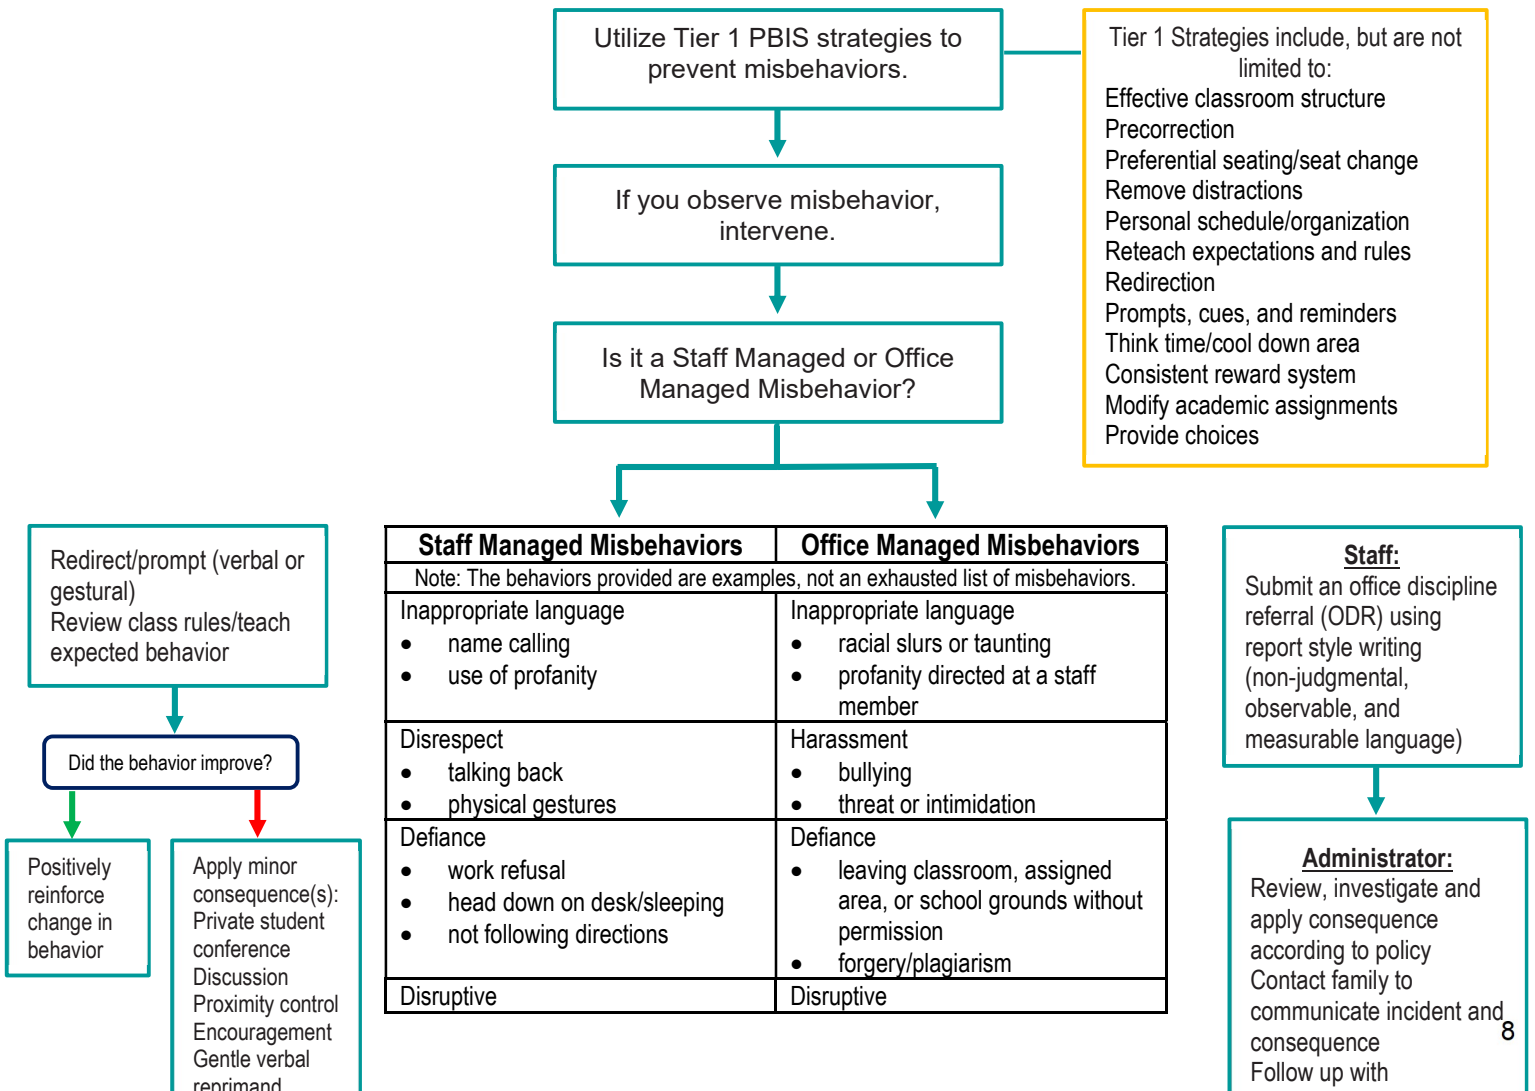 Utilize Tier 1 PBIS strategies to
prevent misbehaviors.
Tier 1 Strategies include, but are not
limited to:
Effective classroom structure
Precorrection
Preferential seating/seat change
Remove distractions
Personal schedule/organization
Reteach expectations and rules
Redirection
Prompts, cues, and reminders
Think time/cool down area
Consistent reward system
Modify academic assignments
Provide choices
If you observe misbehavior,
intervene.
Is it a Staff Managed or Office
Managed Misbehavior?
Redirect/prompt (verbal or
gestural)
Review class rules/teach
expected behavior
Did the behavior improve?
Positively
reinforce
change in
behavior
Apply minor
consequence(s):
Private student
conference
Discussion
Proximity control
Encouragement
Gentle verbal
reprimand
Staff Managed Misbehaviors
Office Managed Misbehaviors
Note: The behaviors provided are examples, not an exhausted list of misbehaviors.
Inappropriate language
• name calling
• use of profanity
Inappropriate language
• racial slurs or taunting
• profanity directed at a staff
member
Disrespect
• talking back
• physical gestures
Harassment
• bullying
• threat or intimidation
Defiance
• work refusal
• head down on desk/sleeping
• not following directions
Defiance
• leaving classroom, assigned
area, or school grounds without
permission
• forgery/plagiarism
Disruptive
Disruptive
Staff:
Submit an office discipline
referral (ODR) using
report style writing
(non-judgmental,
observable, and
measurable language)
Administrator:
Review, investigate and
apply consequence
according to policy
Contact family to
communicate incident and
consequence
Follow up with
8